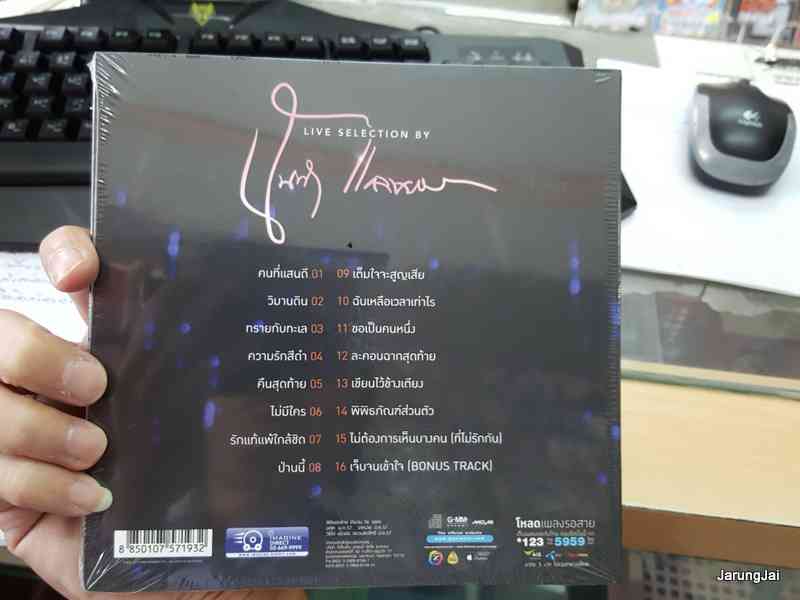 LIVE SELECTION BY
คนที่แสนดี 01
วิมานดิน 02
ทรายกับทะเล 03
ความรักสีดำ 04
คืนสุดท้าย 05
ไม่มีใคร 06
รักแท้แพ้ใกล้ชิด 07
ป่านนี้ 08
09 เต็มใจจะสูญเสีย
10 ฉันเหลือเวลาเท่าไร
11 ขอเป็นคนหนึ่ง
12 ละคอนฉากสุดท้าย
13 เขียนไว้ข้างเตียง
14 พิพิธภัณฑ์ส่วนตัว
15 ไม่ต้องการเห็นบางคน (ที่ไม่รักกัน)
16 เจ็บจนเข้าใจ (BONUS TRACK)
8 850107 571932
IMAGINE
DIRECT
02-669-9999
โหลดเพลงรอสาย
*123 5959
JarungJai